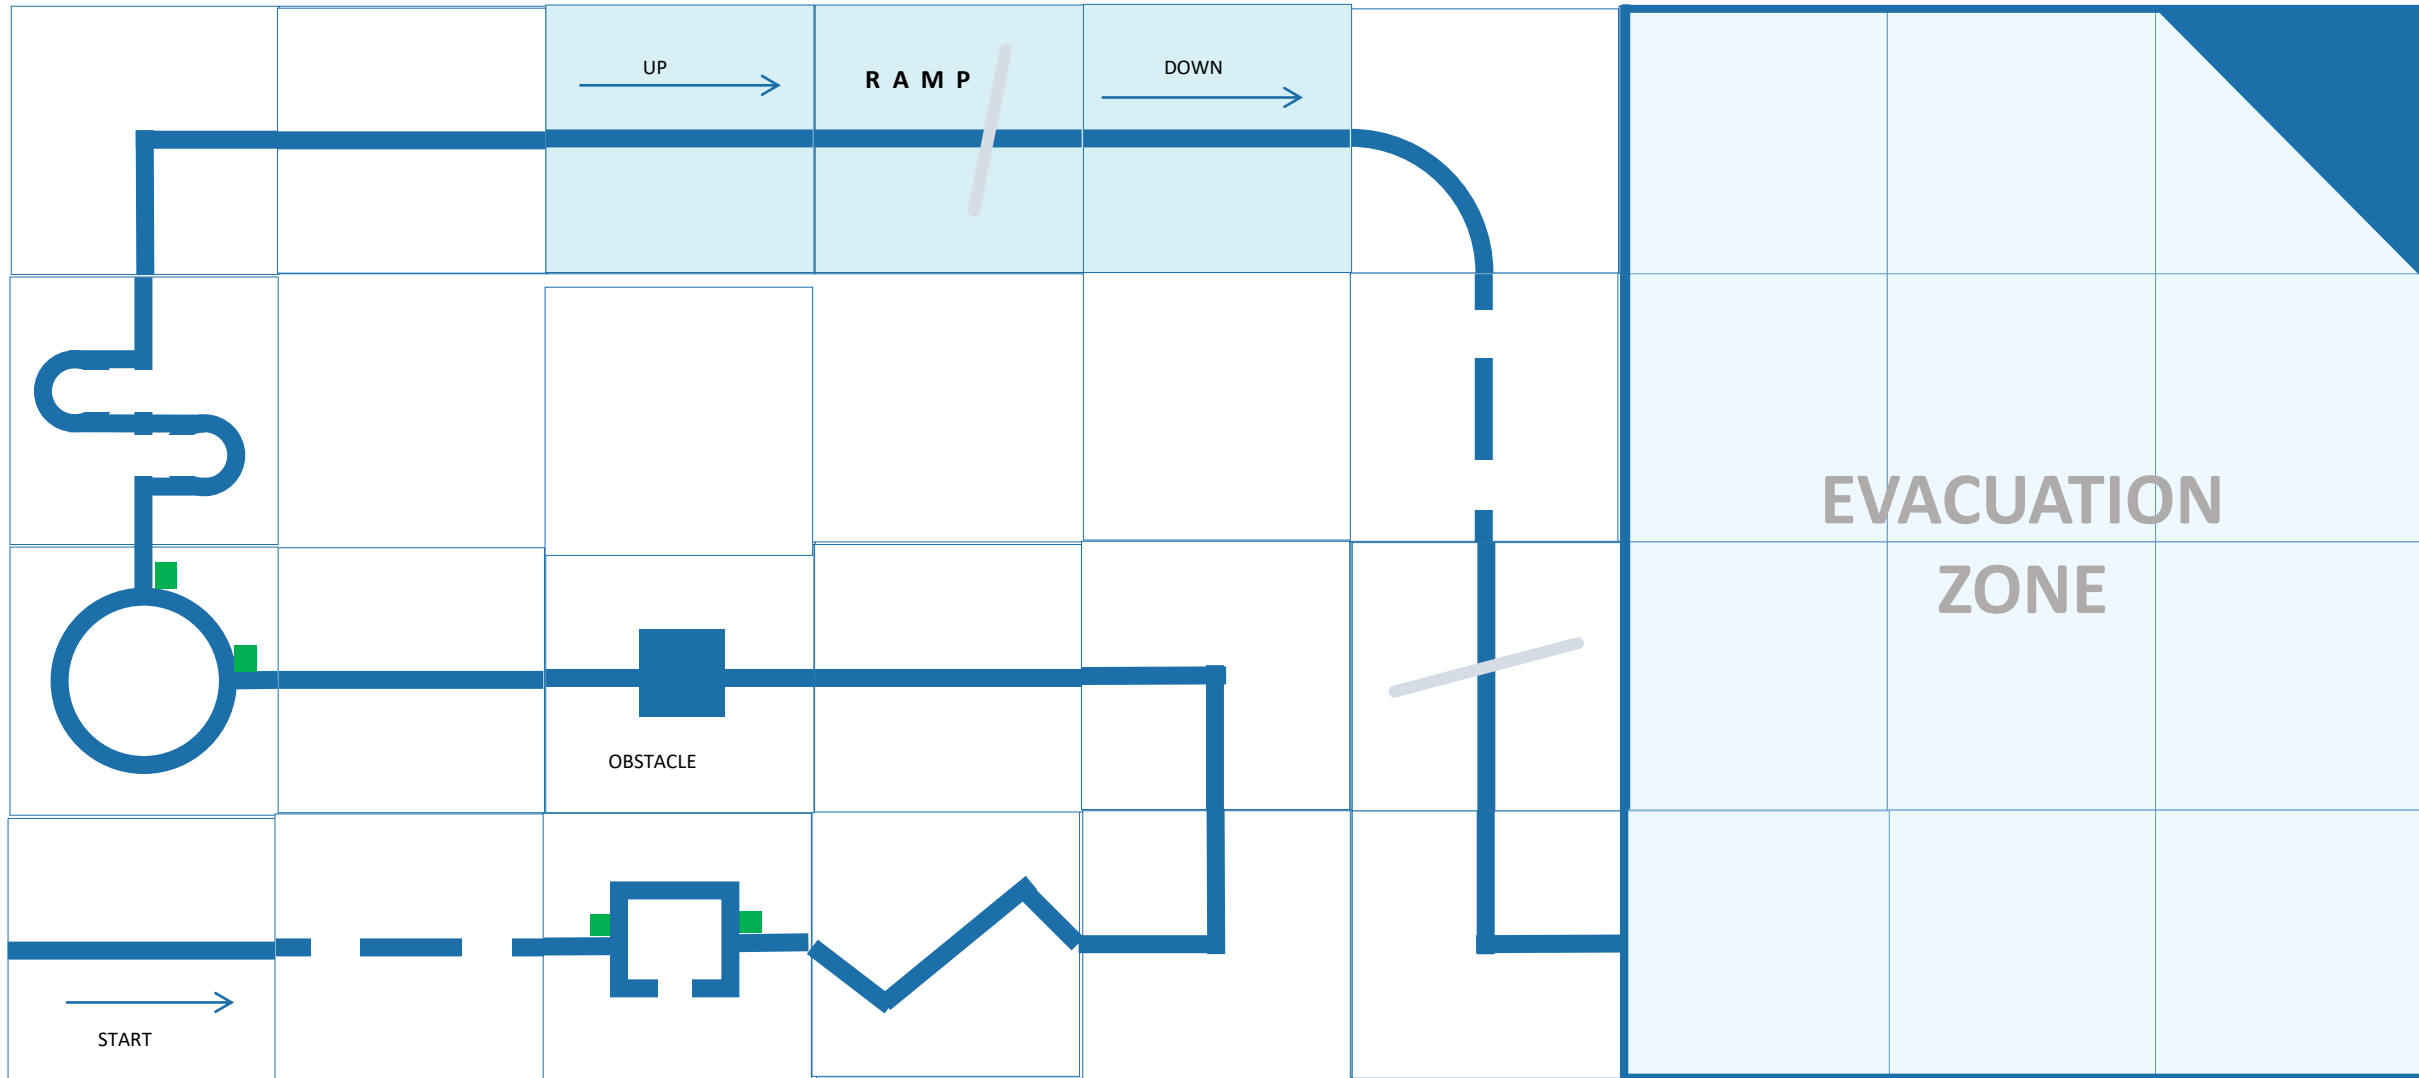 UP
R A M P
DOWN
EVACUATION
ZONE
OBSTACLE
START